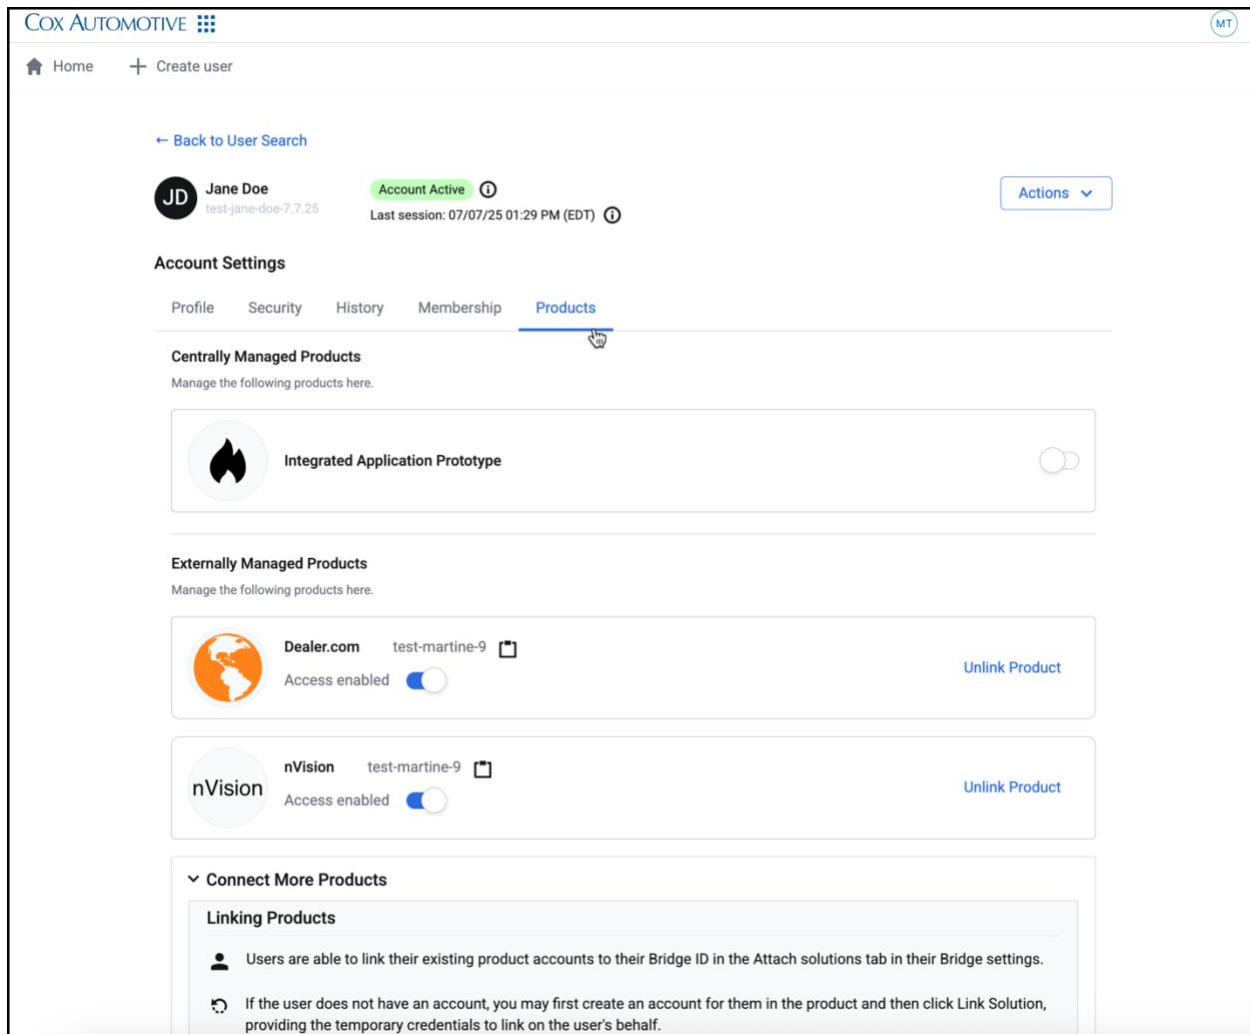 COX AUTOMOTIVE
MT
Home
Create user
← Back to User Search
JD
Jane Doe
test-jane-doe-7.7.25
Account Active
Last session: 07/07/25 01:29 PM (EDT)
Actions
Account Settings
Profile Security History Membership Products
Centrally Managed Products
Manage the following products here.
Integrated Application Prototype
Externally Managed Products
Manage the following products here.
Dealer.com test-martine-9
Access enabled
Unlink Product
nVision
nVision test-martine-9
Access enabled
Unlink Product
Connect More Products
Linking Products
Users are able to link their existing product accounts to their Bridge ID in the Attach solutions tab in their Bridge settings.
If the user does not have an account, you may first create an account for them in the product and then click Link Solution,
providing the temporary credentials to link on the user's behalf.